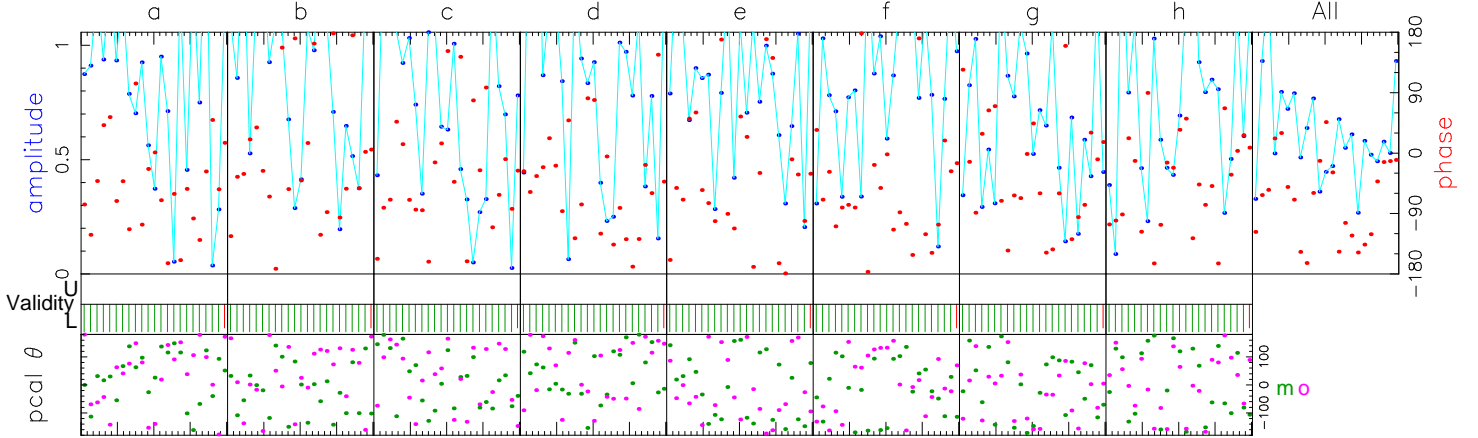 a b c d e f g h All
1 180
amplitude
0.5
0
90
0
-90
-180
phase
U
Validity
L
pcal θ
100
0
-100
m o